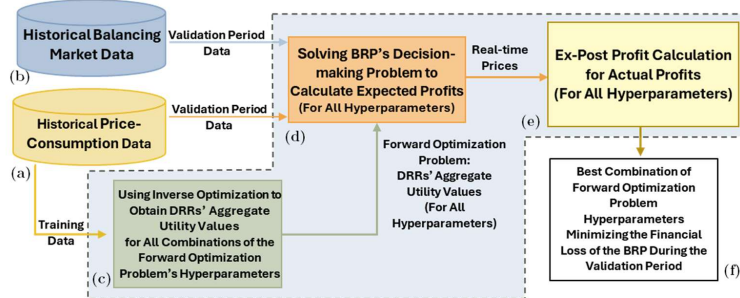 Historical Balancing
Market Data
(b)
Validation Period
Data
Solving BRP's Decision-
making Problem to
Calculate Expected Profits
(For All Hyperparameters)
(d)
Real-time
Prices
Ex-Post Profit Calculation
for Actual Profits
(For All Hyperparameters)
(e)
Historical Price-
Consumption Data
(a)
Validation Period
Data
Forward Optimization
Problem:
DRRs' Aggregate
Utility Values
(For All
Hyperparameters)
Training
Data
Using Inverse Optimization to
Obtain DRRs' Aggregate
Utility Values
for All Combinations of the
Forward Optimization
Problem's Hyperparameters
(c)
Best Combination of
Forward Optimization
Problem
Hyperparameters
Minimizing the Financial
Loss of the BRP During the
Validation Period
(f)